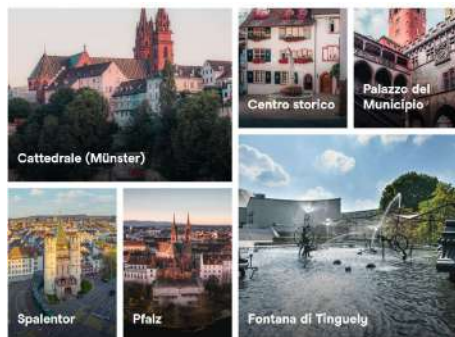 Cattedrale (Münster)
Centro storico
Palazzo del
Municipio
Spalentor
Pfalz
Fontana di Tinguely